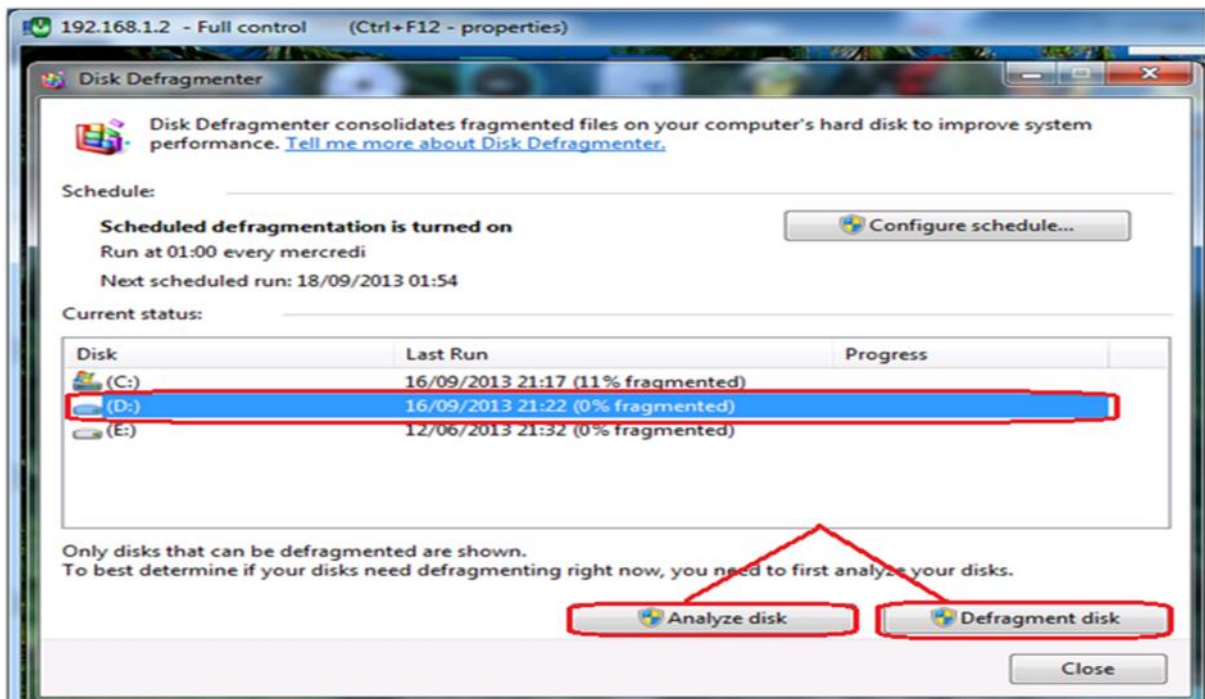 192.168.1.2 - Full control (Ctrl+F12 - properties)
Disk Defragmenter
Disk Defragmenter consolidates fragmented files on your computer's hard disk to improve system
performance. Tell me more about Disk Defragmenter.
Schedule:
Scheduled defragmentation is turned on
Configure schedule...
Run at 01:00 every mercredi
Next scheduled run: 18/09/2013 01:54
Current status:
Disk Last Run Progress
(C:) 16/09/2013 21:17 (11% fragmented)
(D:) 16/09/2013 21:22 (0% fragmented)
(E:) 12/06/2013 21:32 (0% fragmented)
Only disks that can be defragmented are shown.
To best determine if your disks need defragmenting right now, you need to first analyze your disks.
Analyze disk Defragment disk
Close